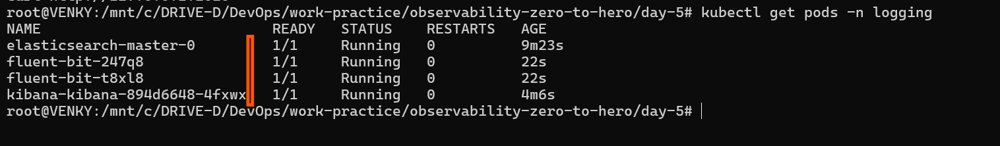 root@VENKY:/mnt/c/DRIVE-D/DevOps/work-practice/observability-zero-to-hero/day-5# kubectl get pods -n logging
NAME READY STATUS RESTARTS AGE
elasticsearch-master-0 1/1 Running 0 9m23s
fluent-bit-247q8 1/1 Running 0 22s
fluent-bit-t8xl8 1/1 Running 0 22s
kibana-kibana-894d6648-4fxwx 1/1 Running 0 4m6s
root@VENKY:/mnt/c/DRIVE-D/DevOps/work-practice/observability-zero-to-hero/day-5#